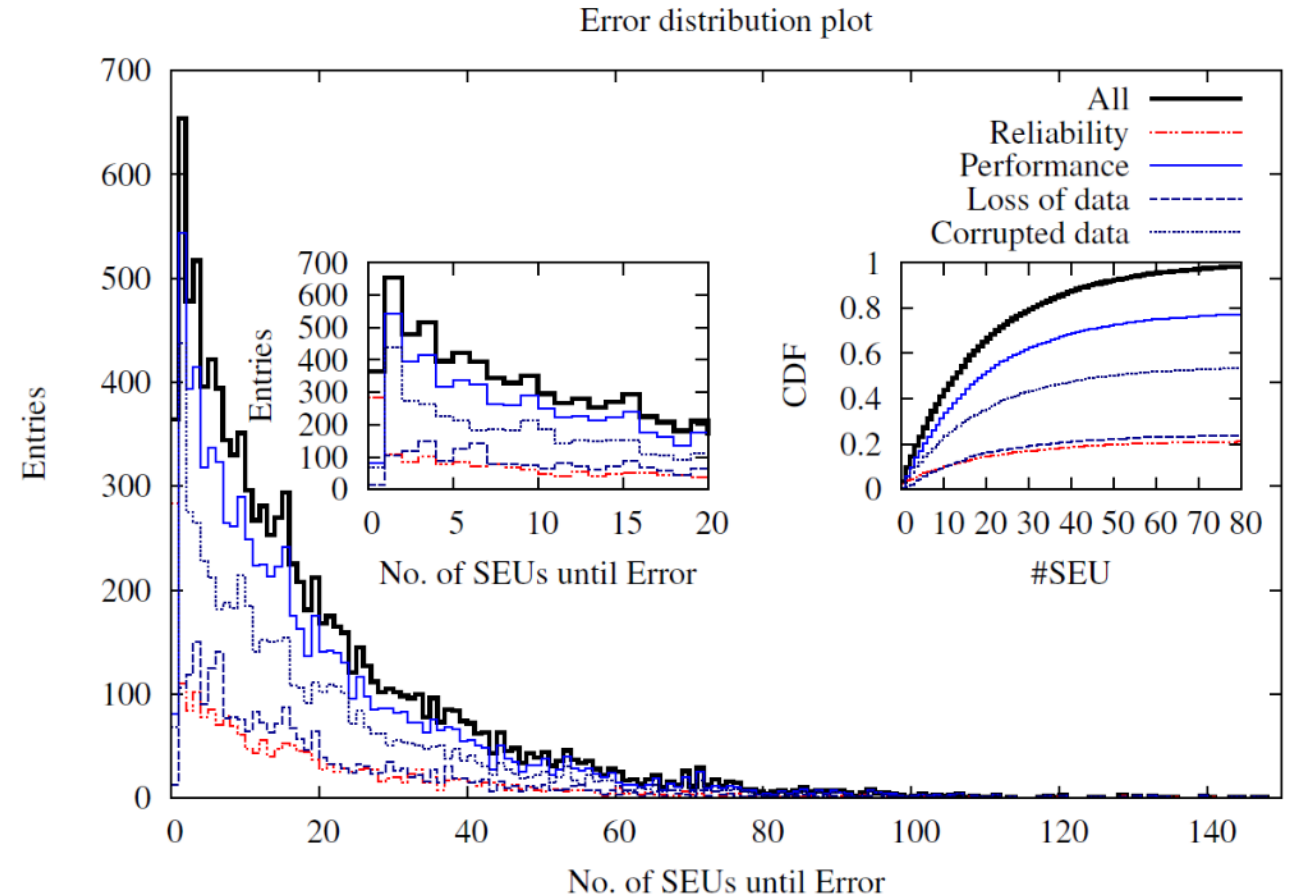 Error distribution plot
700
600
500
400
300
200
100
0
Entries
0 20 40 60 80 100 120 140
No. of SEUs until Error
All
Reliability
Performance
Loss of data
Corrupted data
700
600
500
400
300
200
100
0
Entries
0 5 10 15 20
No. of SEUs until Error
1
0.8
0.6
0.4
0.2
0
CDF
0 10 20 30 40 50 60 70 80
#SEU